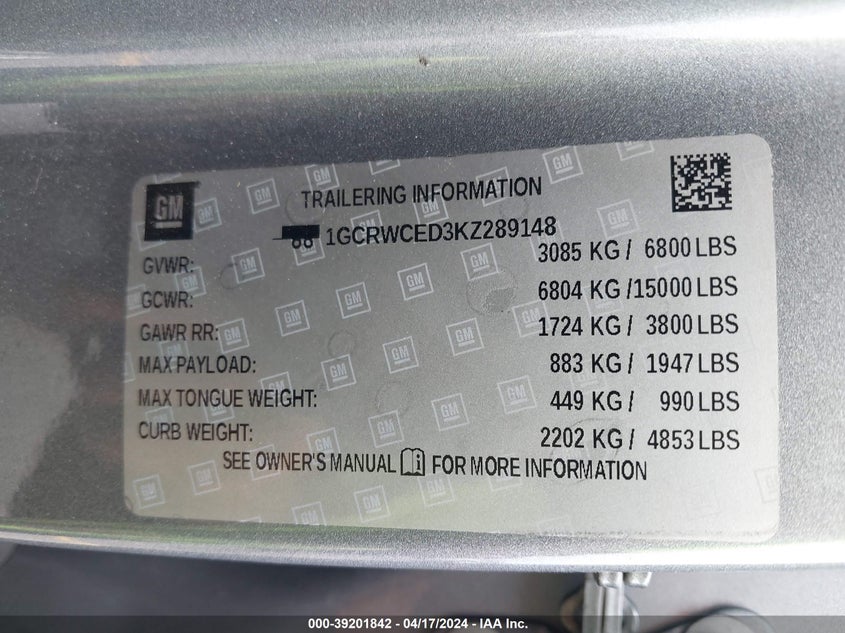 GM
TRAILERING INFORMATION
1GCRWCED3KZ289148
GVWR: 3085 KG / 6800 LBS
GCWR: 6804 KG /15000 LBS
GAWR RR: 1724 KG / 3800 LBS
MAX PAYLOAD: 883 KG / 1947 LBS
MAX TONGUE WEIGHT: 449 KG / 990 LBS
CURB WEIGHT: 2202 KG / 4853 LBS
SEE OWNER'S MANUAL FOR MORE INFORMATION
000-39201842 - 04/17/2024 - IAA Inc.